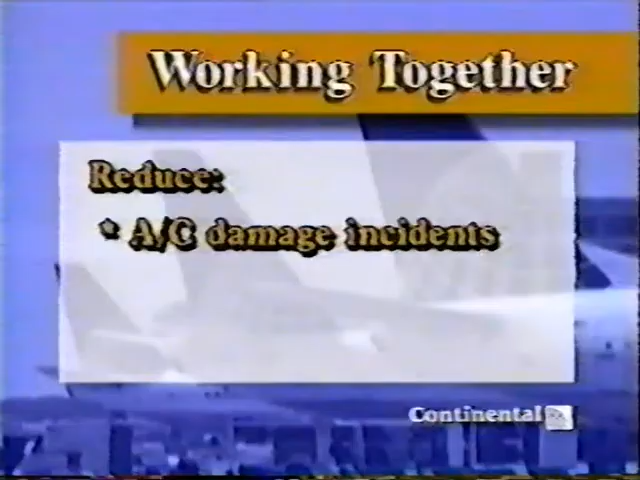 Working Together
Reduce:
* A/C damage incidents
Continental